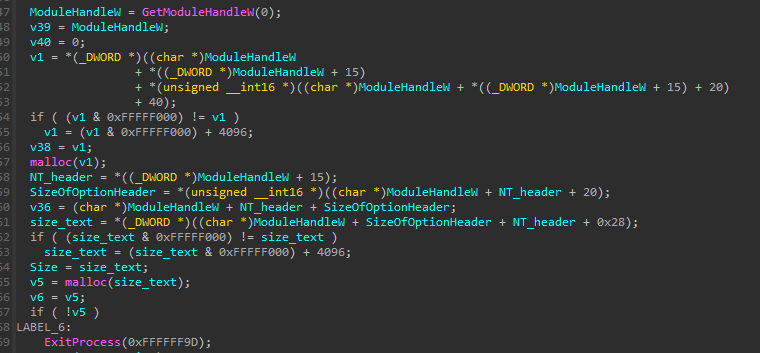 47 ModuleHandleW = GetModuleHandleW(0);
48 v39 = ModuleHandleW;
49 v40 = 0;
50 v1 = *(_DWORD *)((char *)ModuleHandleW
51 + *((_DWORD *)ModuleHandleW + 15)
52 + *(unsigned __int16 *)((char *)ModuleHandleW + *((_DWORD *)ModuleHandleW + 15) + 20)
53 + 40);
54 if ( (v1 & 0xFFFFF000) != v1 )
55 v1 = (v1 & 0xFFFFF000) + 4096;
56 v38 = v1;
57 malloc(v1);
58 NT_header = *((_DWORD *)ModuleHandleW + 15);
59 SizeOfOptionHeader = *(unsigned __int16 *)((char *)ModuleHandleW + NT_header + 20);
60 v36 = (char *)ModuleHandleW + NT_header + SizeOfOptionHeader;
61 size_text = *(_DWORD *)((char *)ModuleHandleW + SizeOfOptionHeader + NT_header + 0x28);
62 if ( (size_text & 0xFFFFF000) != size_text )
63 size_text = (size_text & 0xFFFFF000) + 4096;
64 Size = size_text;
65 v5 = malloc(size_text);
66 v6 = v5;
67 if ( !v5 )
68 LABEL_6:
69 ExitProcess(0xFFFFFF9D);